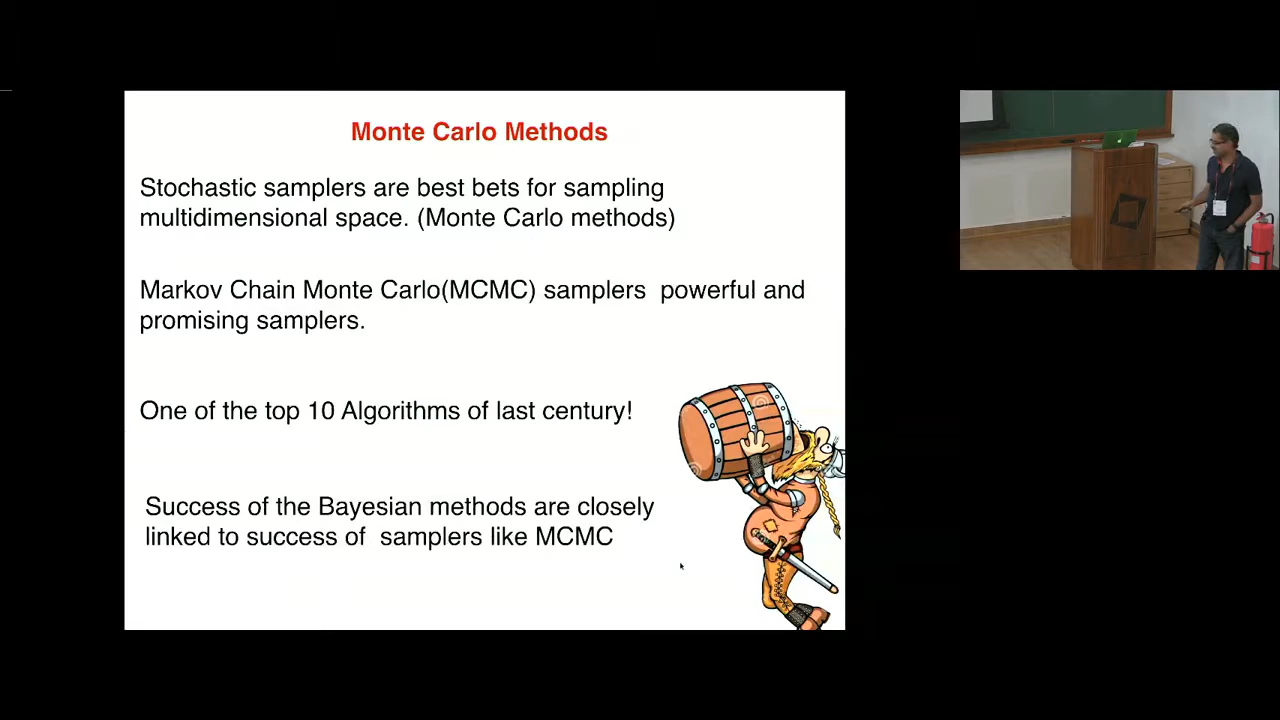 Monte Carlo Methods
Stochastic samplers are best bets for sampling
multidimensional space. (Monte Carlo methods)
Markov Chain Monte Carlo(MCMC) samplers  powerful and
promising samplers.
One of the top 10 Algorithms of last century!
Success of the Bayesian methods are closely
linked to success of  samplers like MCMC